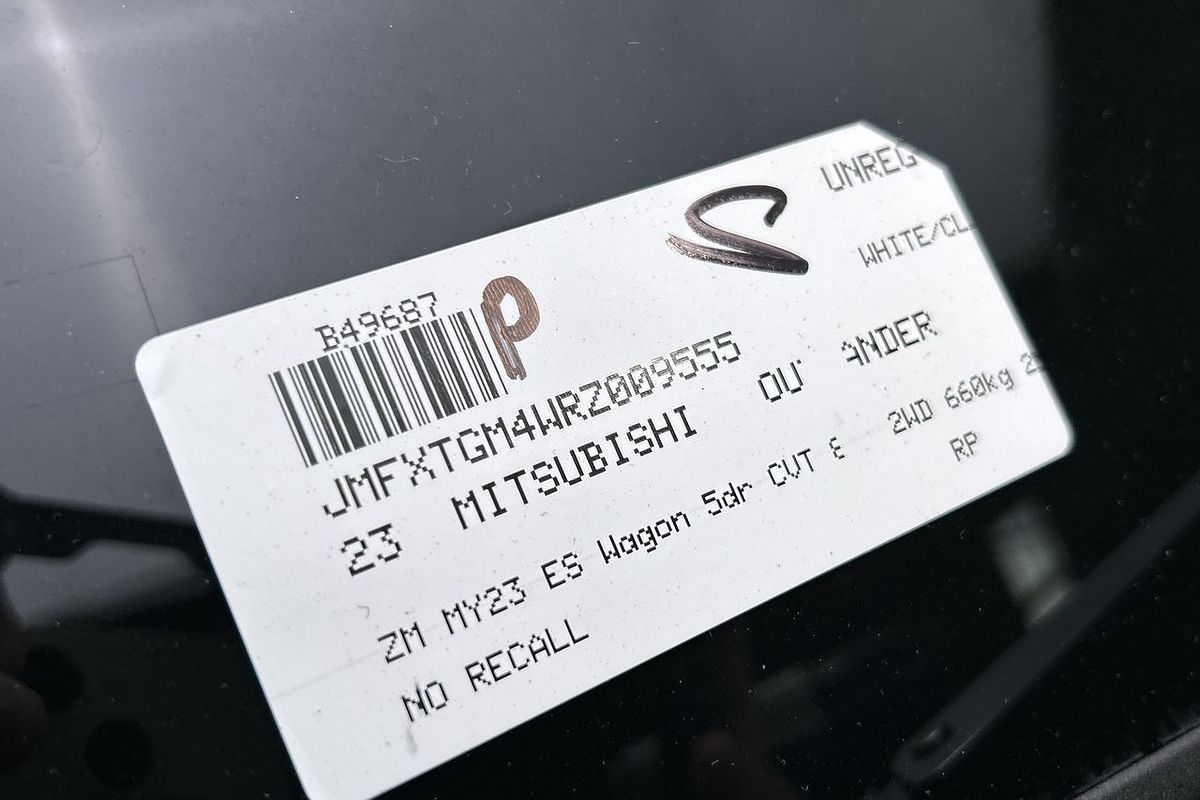 UNREG
WHITE/CL
B49687
P
JMFXTGM4WRZ009555
23 MITSUBISHI OU ANDER
ZM MY23 ES Wagon 5dr CVT 2WD 660kg
NO RECALL
RP